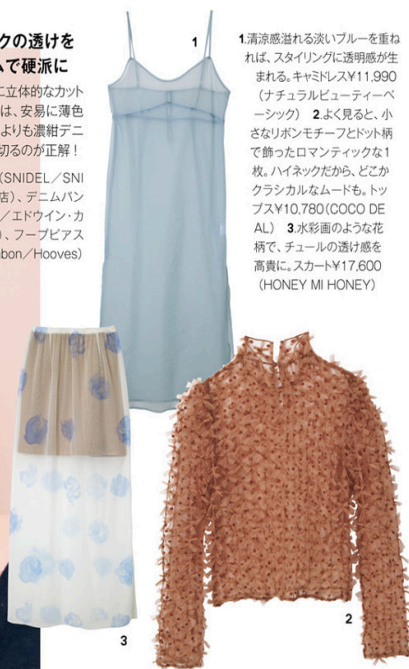 クの透けを
ムで硬派に
に立体的なカット
は、安易に薄色
よりも濃紺デニ
切るのが正解！
（SNIDEL／SNI
店）、デニムパン
／エドウイン・カ
）、フープピアス
bon／Hooves）
1
1.清涼感溢れる淡いブルーを重ね
れば、スタイリングに透明感が生
まれる。キャミドレス¥11,990
（ナチュラルビューティーベ
ーシック） 2.よく見ると、小
さなリボンモチーフとドット柄
で飾ったロマンティックな1
枚。ハイネックだから、どこか
クラシカルなムードも。トッ
プス¥10,780（COCO DE
AL） 3.水彩画のような花
柄で、チュールの透け感を
高貴に。スカート¥17,600
（HONEY MI HONEY）
3
2